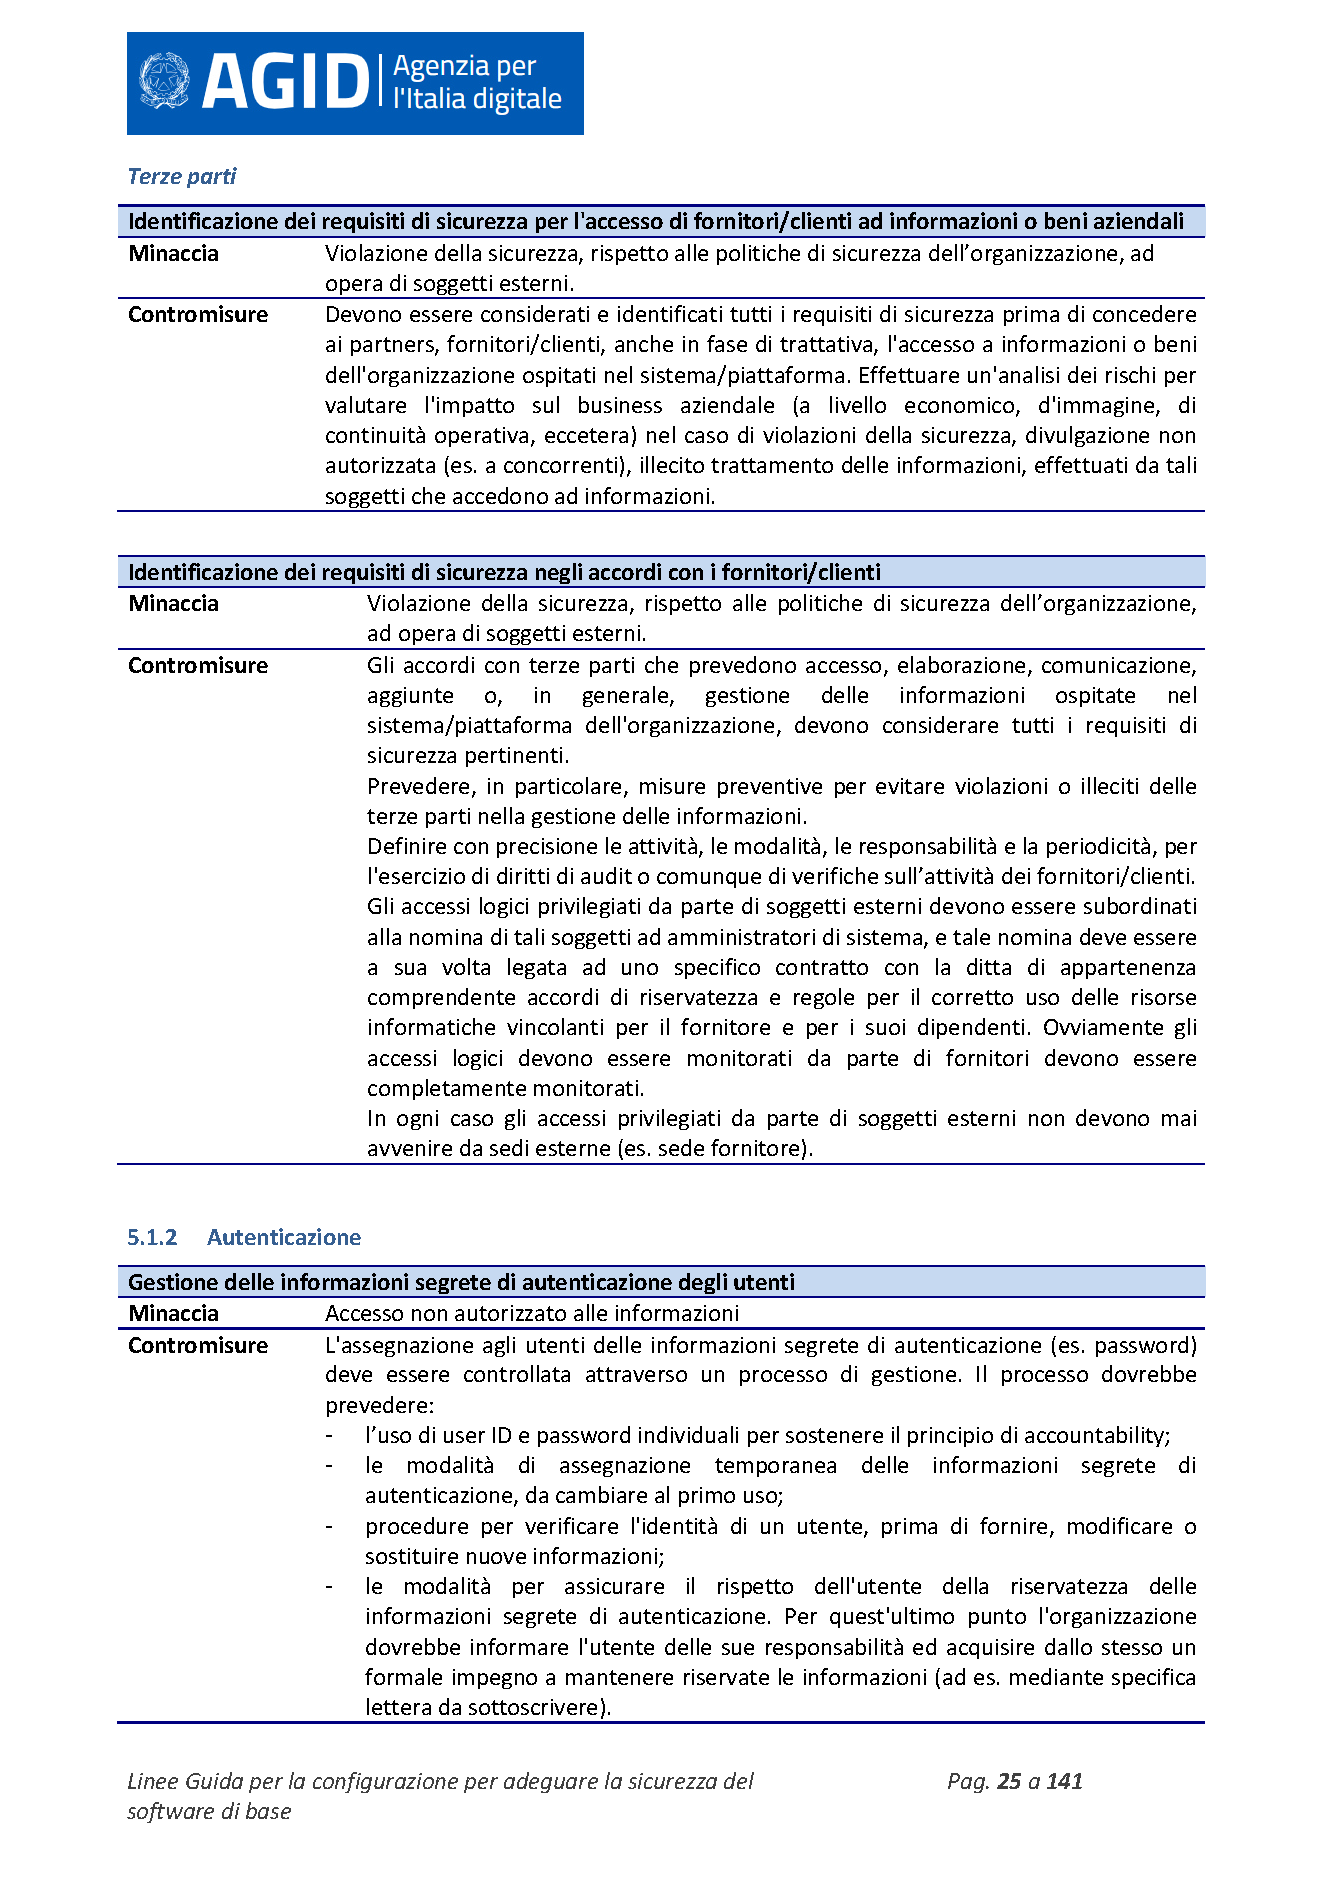 AGID
Agenzia per
l'Italia digitale
Terze parti
Identificazione dei requisiti di sicurezza per l'accesso di fornitori/clienti ad informazioni o beni aziendali
Minaccia Violazione della sicurezza, rispetto alle politiche di sicurezza dell’organizzazione, ad
opera di soggetti esterni.
Contromisure Devono essere considerati e identificati tutti i requisiti di sicurezza prima di concedere
ai partners, fornitori/clienti, anche in fase di trattativa, l'accesso a informazioni o beni
dell'organizzazione ospitati nel sistema/piattaforma. Effettuare un'analisi dei rischi per
valutare l'impatto sul business aziendale (a livello economico, d'immagine, di
continuità operativa, eccetera) nel caso di violazioni della sicurezza, divulgazione non
autorizzata (es. a concorrenti), illecito trattamento delle informazioni, effettuati da tali
soggetti che accedono ad informazioni.
Identificazione dei requisiti di sicurezza negli accordi con i fornitori/clienti
Minaccia Violazione della sicurezza, rispetto alle politiche di sicurezza dell’organizzazione,
ad opera di soggetti esterni.
Contromisure Gli accordi con terze parti che prevedono accesso, elaborazione, comunicazione,
aggiunte o, in generale, gestione delle informazioni ospitate nel
sistema/piattaforma dell'organizzazione, devono considerare tutti i requisiti di
sicurezza pertinenti.
Prevedere, in particolare, misure preventive per evitare violazioni o illeciti delle
terze parti nella gestione delle informazioni.
Definire con precisione le attività, le modalità, le responsabilità e la periodicità, per
l'esercizio di diritti di audit o comunque di verifiche sull’attività dei fornitori/clienti.
Gli accessi logici privilegiati da parte di soggetti esterni devono essere subordinati
alla nomina di tali soggetti ad amministratori di sistema, e tale nomina deve essere
a sua volta legata ad uno specifico contratto con la ditta di appartenenza
comprendente accordi di riservatezza e regole per il corretto uso delle risorse
informatiche vincolanti per il fornitore e per i suoi dipendenti. Ovviamente gli
accessi logici devono essere monitorati da parte di fornitori devono essere
completamente monitorati.
In ogni caso gli accessi privilegiati da parte di soggetti esterni non devono mai
avvenire da sedi esterne (es. sede fornitore).
5.1.2 Autenticazione
Gestione delle informazioni segrete di autenticazione degli utenti
Minaccia Accesso non autorizzato alle informazioni
Contromisure L'assegnazione agli utenti delle informazioni segrete di autenticazione (es. password)
deve essere controllata attraverso un processo di gestione. Il processo dovrebbe
prevedere:
- l’uso di user ID e password individuali per sostenere il principio di accountability;
- le modalità di assegnazione temporanea delle informazioni segrete di
autenticazione, da cambiare al primo uso;
- procedure per verificare l'identità di un utente, prima di fornire, modificare o
sostituire nuove informazioni;
- le modalità per assicurare il rispetto dell'utente della riservatezza delle
informazioni segrete di autenticazione. Per quest'ultimo punto l'organizzazione
dovrebbe informare l'utente delle sue responsabilità ed acquisire dallo stesso un
formale impegno a mantenere riservate le informazioni (ad es. mediante specifica
lettera da sottoscrivere).
Linee Guida per la configurazione per adeguare la sicurezza del Pag. 25 a 141
software di base